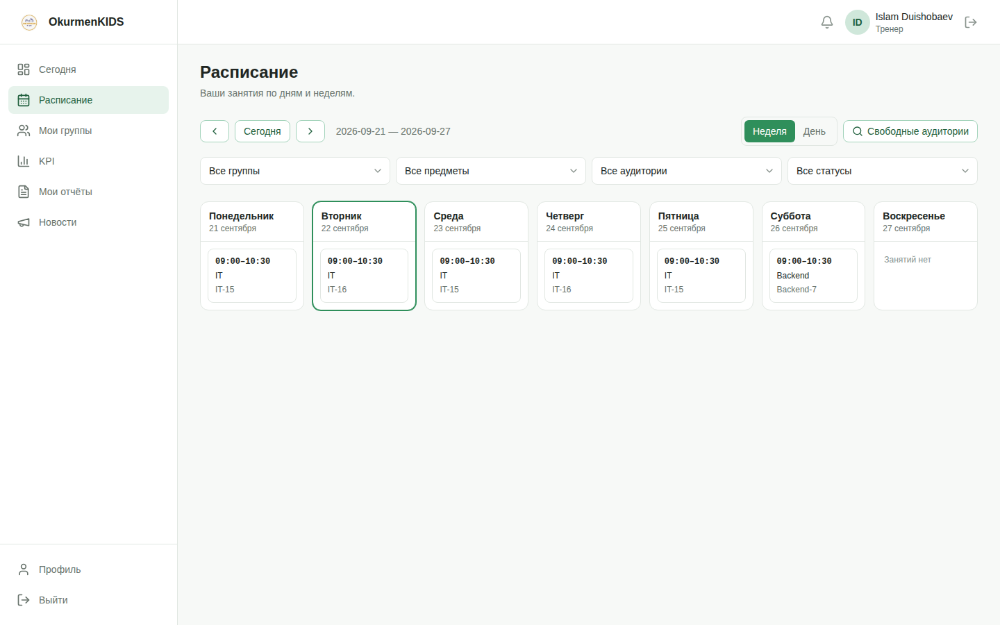 OkurmenKIDS
ID
Islam Duishobaev
Тренер
Сегодня
Расписание
Мои группы
KPI
Мои отчёты
Новости
Профиль
Выйти
Расписание
Ваши занятия по дням и неделям.
Сегодня
2026-09-21 — 2026-09-27
Неделя
День
Свободные аудитории
Все группы
Все предметы
Все аудитории
Все статусы
Понедельник
21 сентября
09:00–10:30
IT
IT-15
Вторник
22 сентября
09:00–10:30
IT
IT-16
Среда
23 сентября
09:00–10:30
IT
IT-15
Четверг
24 сентября
09:00–10:30
IT
IT-16
Пятница
25 сентября
09:00–10:30
IT
IT-15
Суббота
26 сентября
09:00–10:30
Backend
Backend-7
Воскресенье
27 сентября
Занятий нет